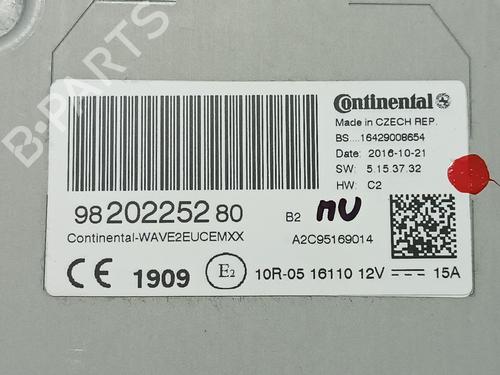 B-PARTS
Continental
Made in CZECH REP.
BS....16429008654
Date: 2016-10-21
SW: 5.15.37.32
HW: C2
98 202252 80
B2
MU
Continental-WAVE2EUCEMXX
A2C95169014
CE 1909 E2 10R-05 16110 12V 15A